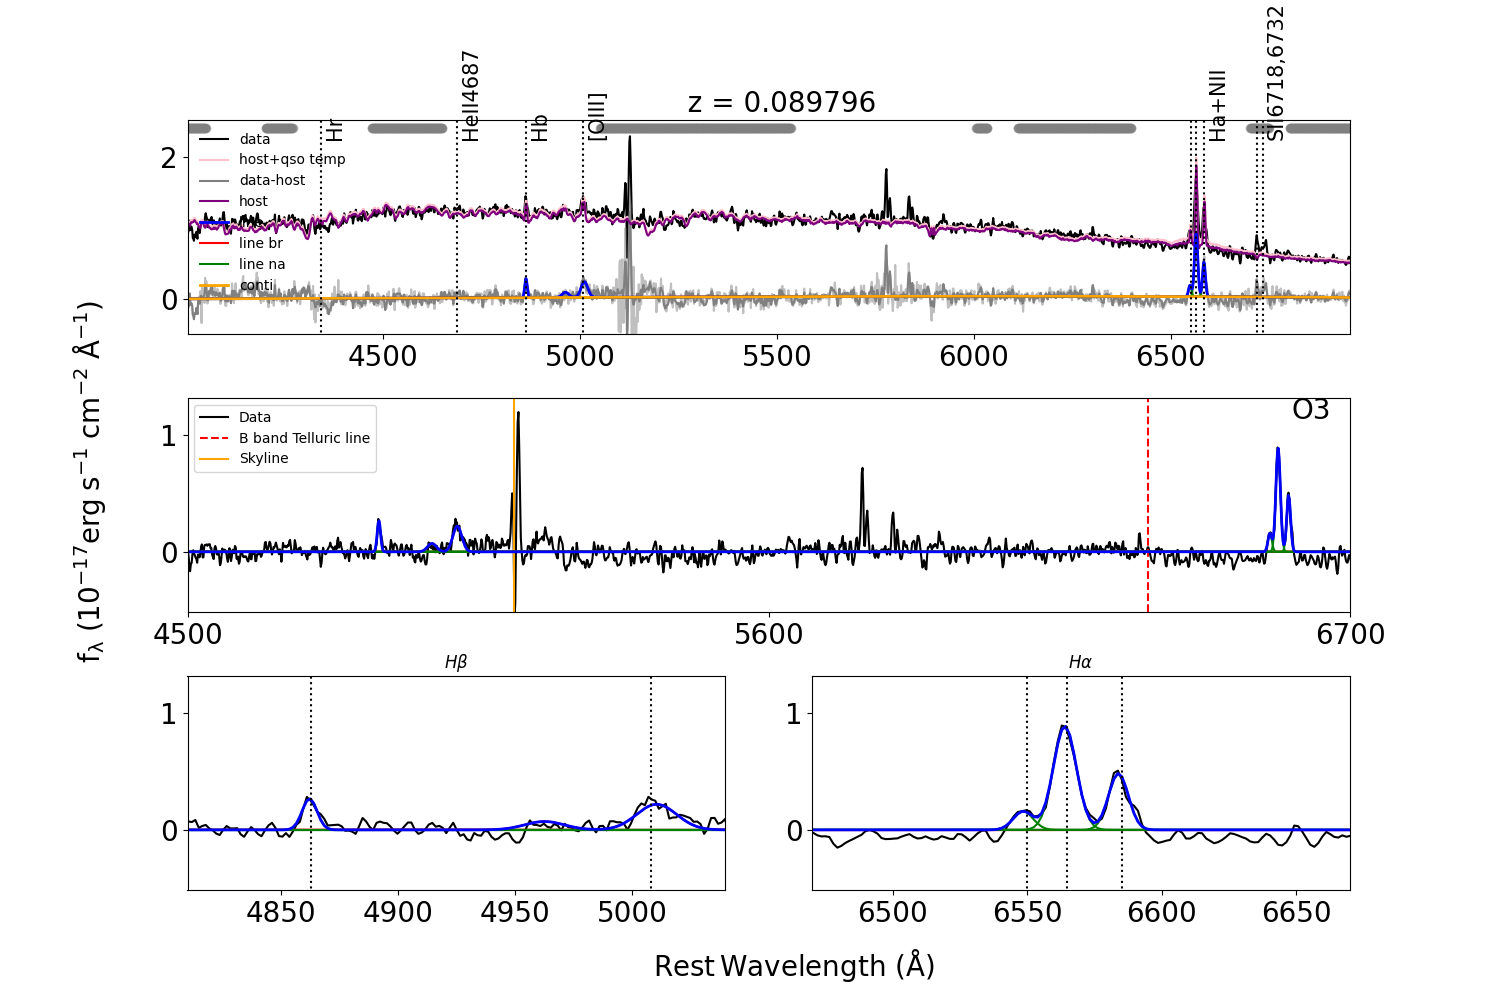 z = 0.089796
Hr
HeII4687
Hb
[OIII]
Ha+NII
SII6718,6732
data
host+qso temp
data-host
host
line br
line na
conti
2
0
4500 5000 5500 6000 6500
fλ (10⁻¹⁷erg s⁻¹ cm⁻² Å⁻¹)
O3
Data
B band Telluric line
Skyline
1
0
4500 5600 6700
Hβ
1
0
4850 4900 4950 5000
Hα
1
0
6500 6550 6600 6650
Rest Wavelength (Å)